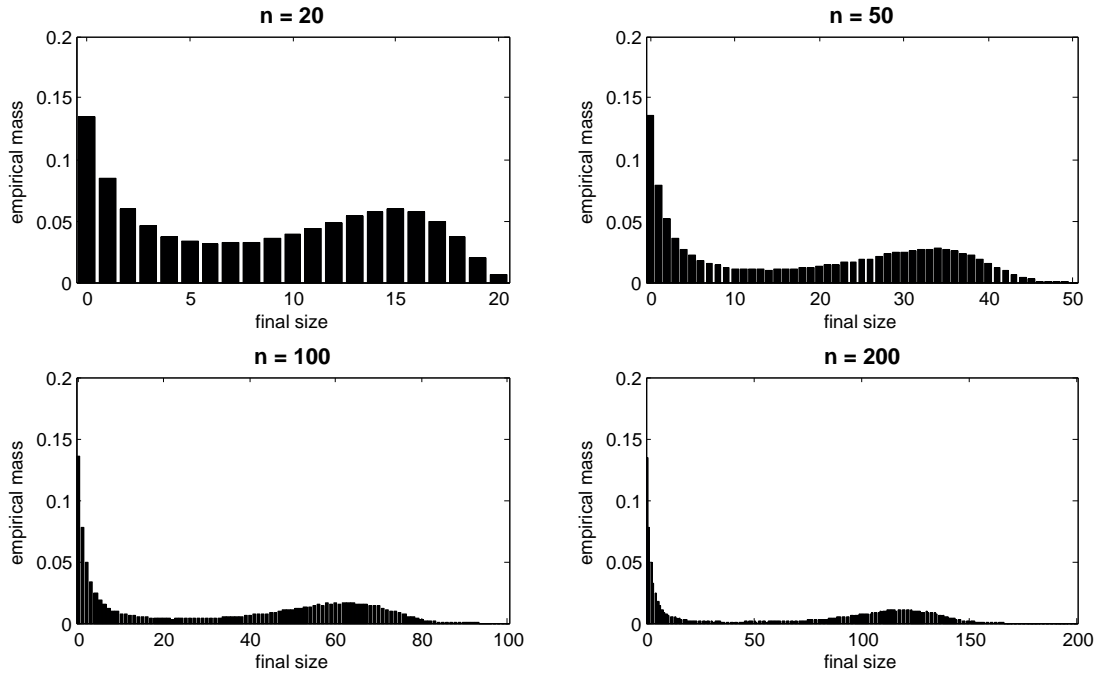 n = 20
0.2
0.15
0.1
0.05
0
empirical mass
0 5 10 15 20
final size
n = 50
0.2
0.15
0.1
0.05
0
empirical mass
0 10 20 30 40 50
final size
n = 100
0.2
0.15
0.1
0.05
0
empirical mass
0 20 40 60 80 100
final size
n = 200
0.2
0.15
0.1
0.05
0
empirical mass
0 50 100 150 200
final size